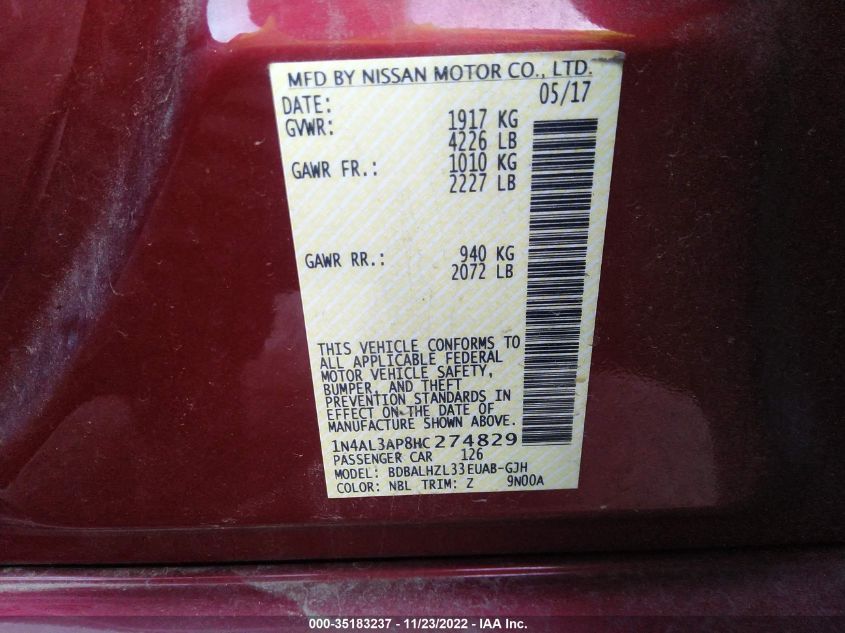 MFD BY NISSAN MOTOR CO., LTD.
DATE: 05/17
GVWR: 1917 KG
4226 LB
GAWR FR.: 1010 KG
2227 LB
GAWR RR.: 940 KG
2072 LB
THIS VEHICLE CONFORMS TO
ALL APPLICABLE FEDERAL
MOTOR VEHICLE SAFETY,
BUMPER, AND THEFT
PREVENTION STANDARDS IN
EFFECT ON THE DATE OF
MANUFACTURE SHOWN ABOVE.
1N4AL3AP8HC274829
PASSENGER CAR 126
MODEL: BDBALHZL33EUAB-GJH
COLOR: NBL TRIM: Z 9N00A
000-35183237 - 11/23/2022 - IAA Inc.